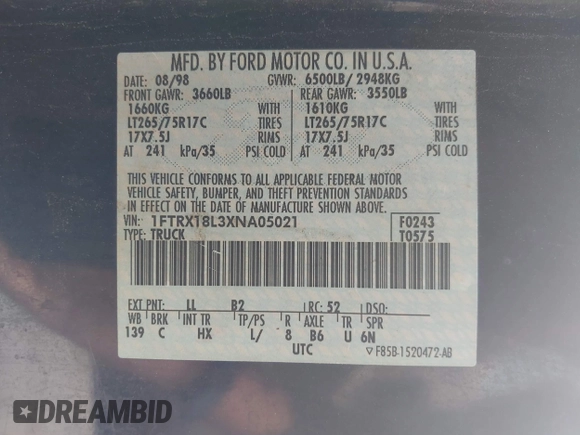 MFD. BY FORD MOTOR CO. IN U.S.A.
DATE: 08/98 GVWR: 6500LB/ 2948KG
FRONT GAWR: 3660LB REAR GAWR: 3550LB
1660KG WITH 1610KG WITH
LT265/75R17C TIRES LT265/75R17C TIRES
17X7.5J RIMS 17X7.5J RIMS
AT 241 kPa/35 PSI COLD AT 241 kPa/35 PSI COLD
THIS VEHICLE CONFORMS TO ALL APPLICABLE FEDERAL MOTOR
VEHICLE SAFETY, BUMPER, AND THEFT PREVENTION STANDARDS
IN EFFECT ON THE DATE OF MANUFACTURE SHOWN ABOVE.
VIN: 1FTRX18L3XNA05021 F0243
TYPE: TRUCK T0575
EXT PNT: LL B2 RC: 52 DSO:
WB BRK INT TR TP/PS R AXLE TR SPR
139 C HX L/ 8 B6 U 6N
UTC ▽ F85B-1520472-AB
DREAMBID